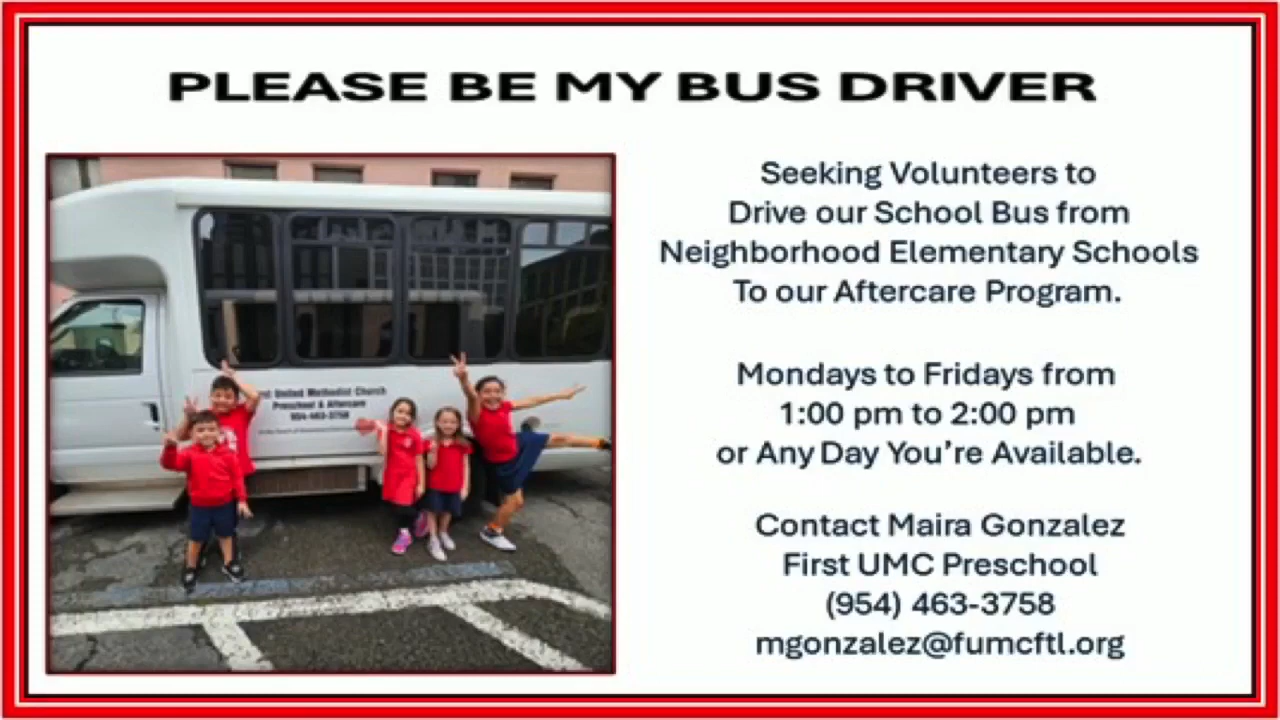 PLEASE BE MY BUS DRIVER
Seeking Volunteers to
Drive our School Bus from
Neighborhood Elementary Schools
To our Aftercare Program.
Mondays to Fridays from
1:00 pm to 2:00 pm
or Any Day You're Available.
Contact Maira Gonzalez
First UMC Preschool
(954) 463-3758
mgonzalez@fumcftl.org
United Methodist Church
Preschool & Aftercare
954-463-3758